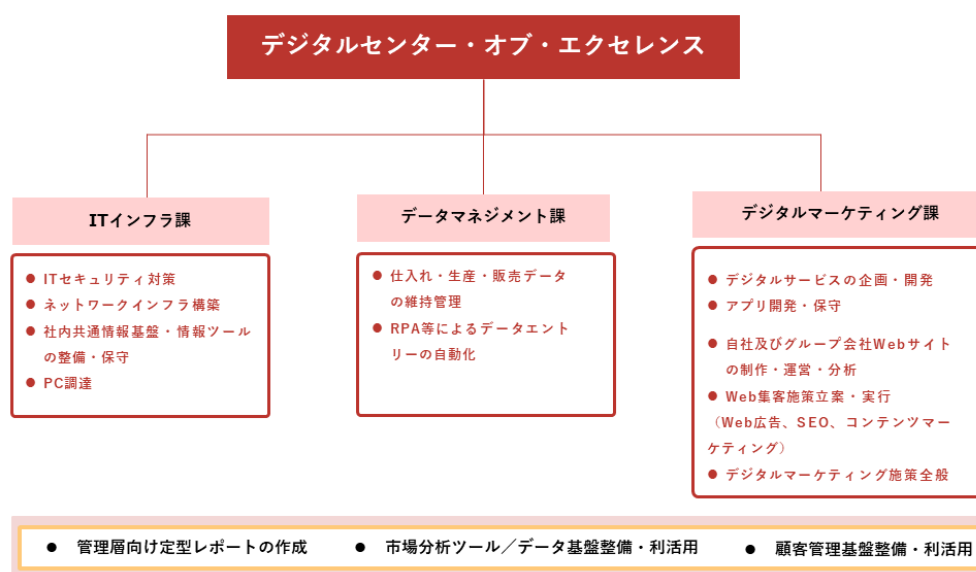 デジタルセンター・オブ・エクセレンス
ITインフラ課
● ITセキュリティ対策
● ネットワークインフラ構築
● 社内共通情報基盤・情報ツール
の整備・保守
● PC調達
データマネジメント課
● 仕入れ・生産・販売データ
の維持管理
● RPA等によるデータエント
リーの自動化
デジタルマーケティング課
● デジタルサービスの企画・開発
● アプリ開発・保守
● 自社及びグループ会社Webサイト
の制作・運営・分析
● Web集客施策立案・実行
（Web広告、SEO、コンテンツマー
ケティング）
● デジタルマーケティング施策全般
● 管理層向け定型レポートの作成 ● 市場分析ツール／データ基盤整備・利活用 ● 顧客管理基盤整備・利活用